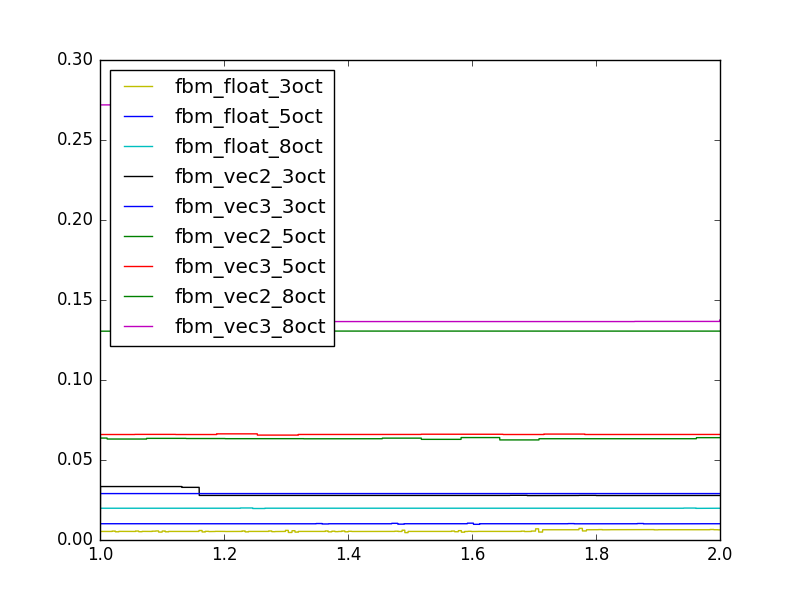 0.30
0.25
0.20
0.15
0.10
0.05
0.00
fbm_float_3oct
fbm_float_5oct
fbm_float_8oct
fbm_vec2_3oct
fbm_vec3_3oct
fbm_vec2_5oct
fbm_vec3_5oct
fbm_vec2_8oct
fbm_vec3_8oct
1.0 1.2 1.4 1.6 1.8 2.0